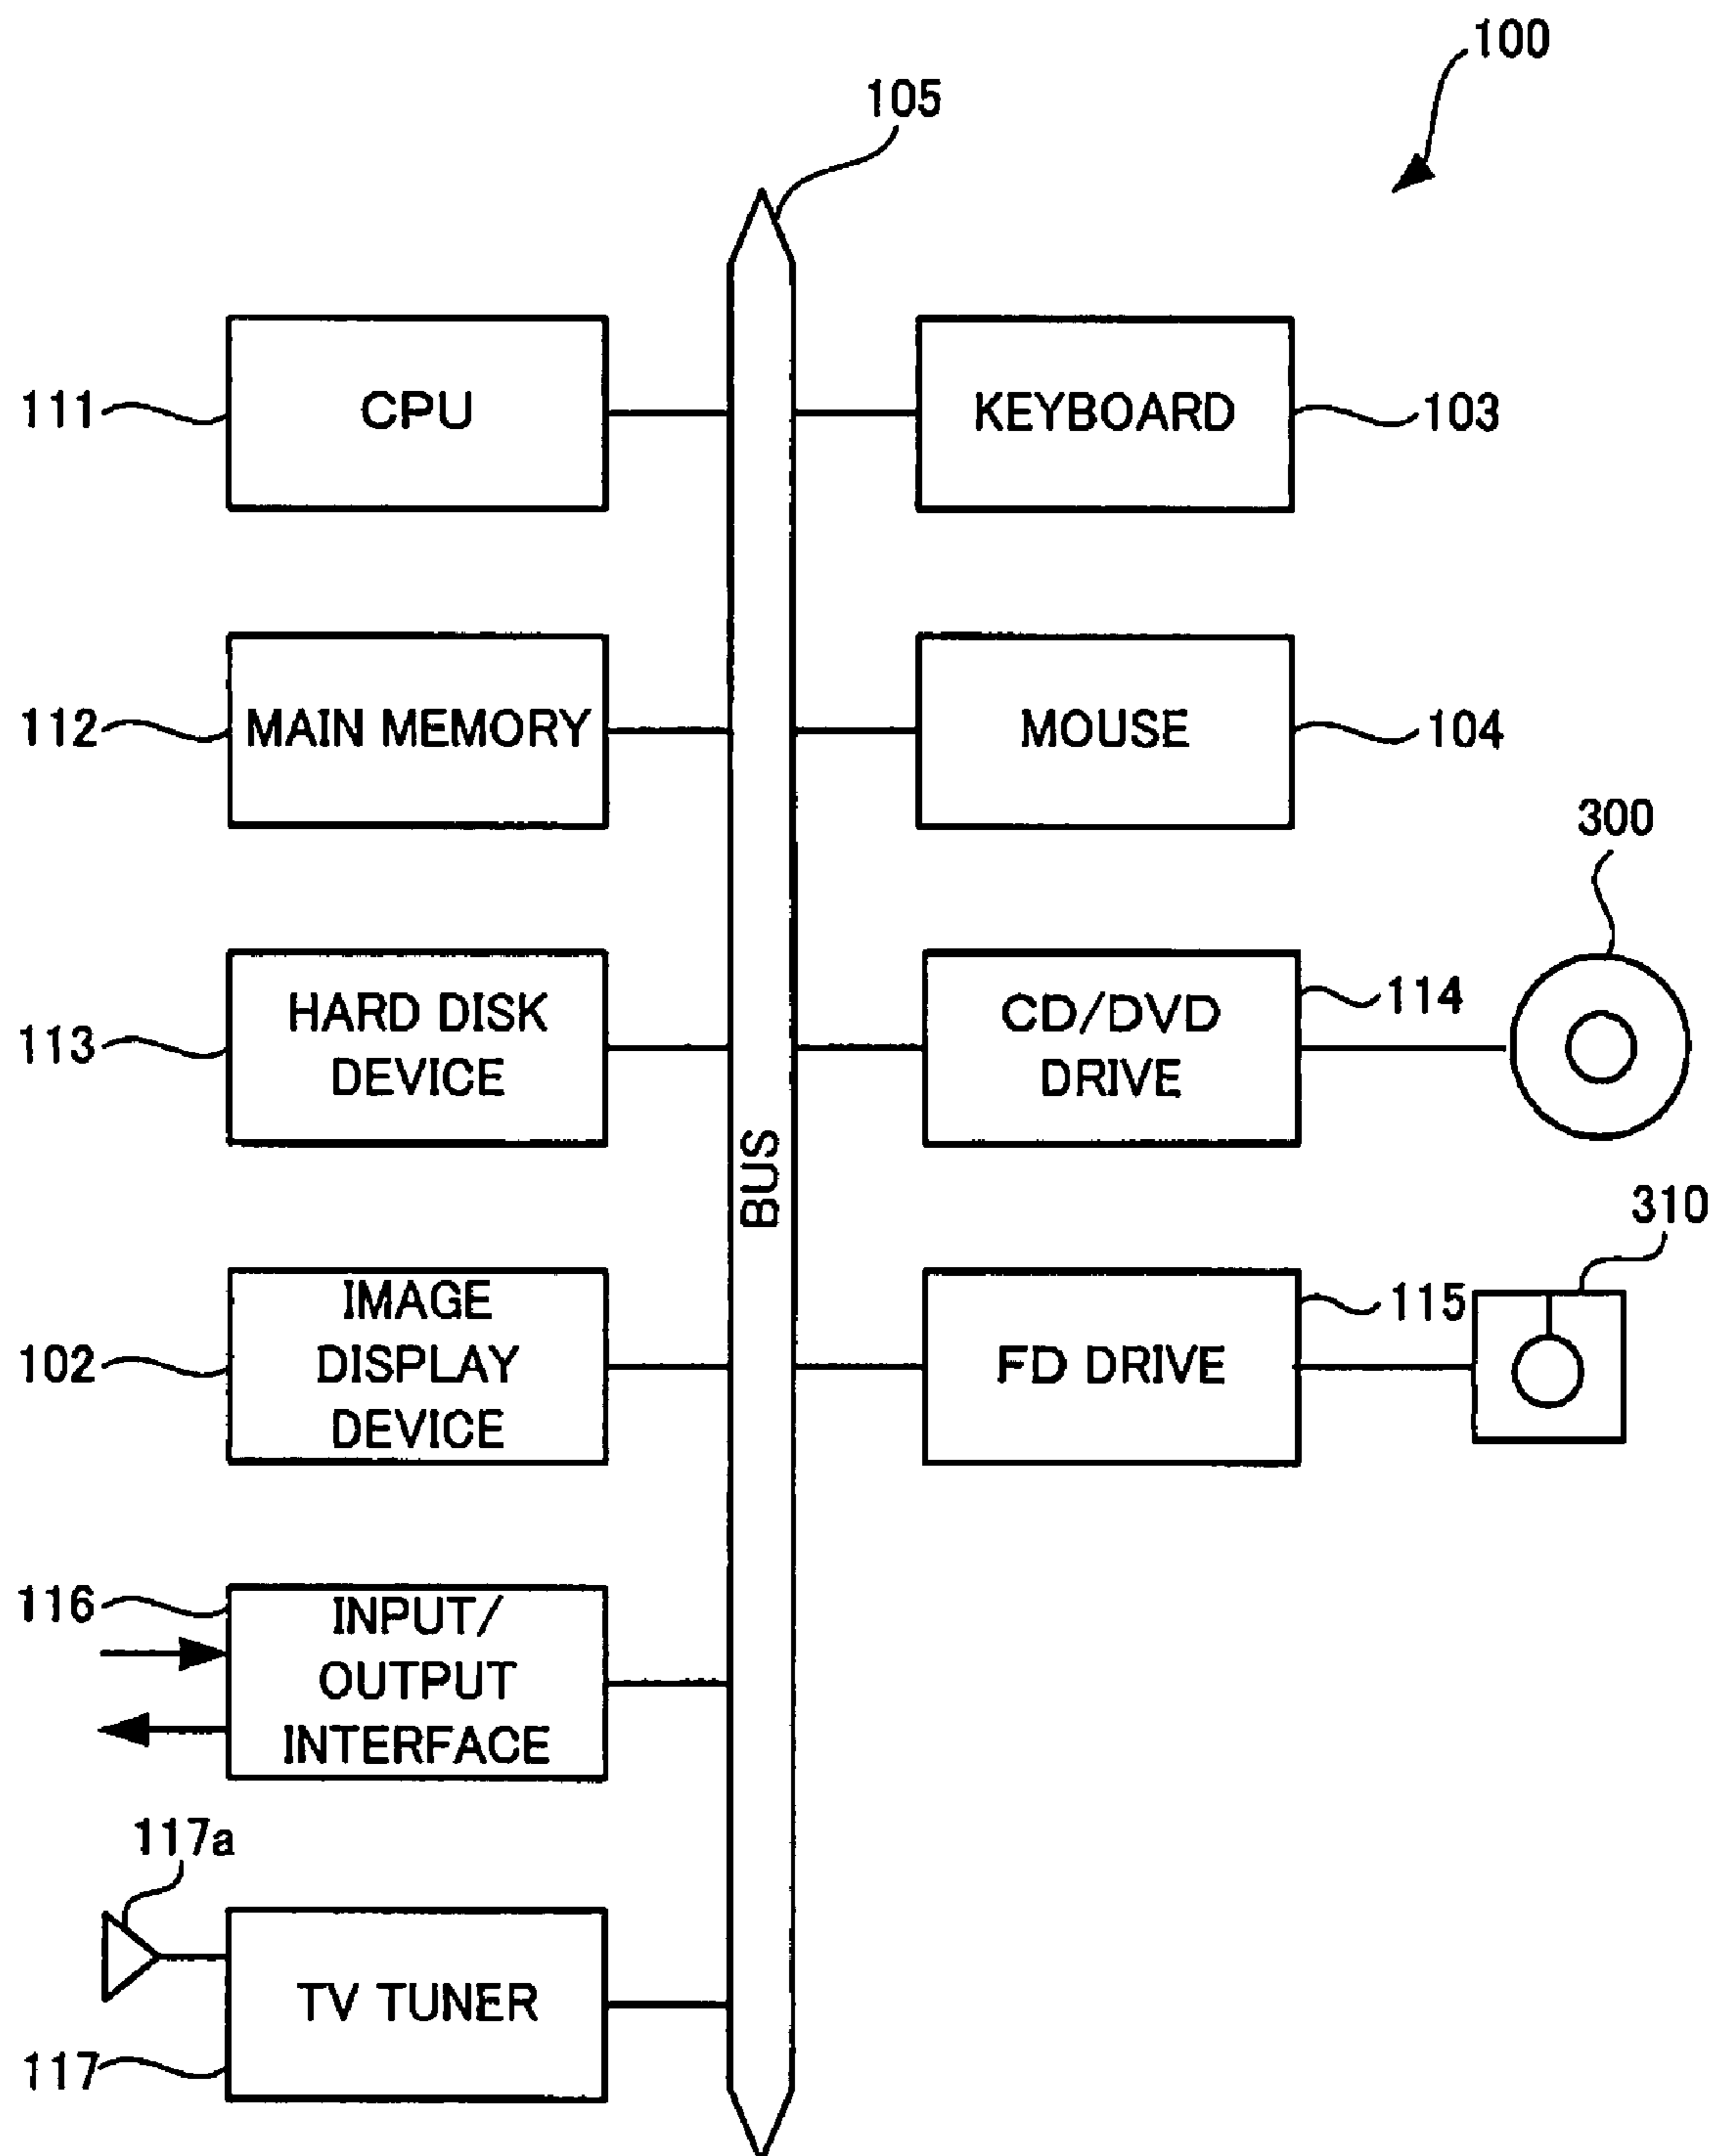 100
105
111
CPU
KEYBOARD
103
112
MAIN MEMORY
MOUSE
104
300
113
HARD DISK
DEVICE
CD/DVD
DRIVE
114
BUS
310
102
IMAGE
DISPLAY
DEVICE
FD DRIVE
115
116
INPUT/
OUTPUT
INTERFACE
117a
TV TUNER
117